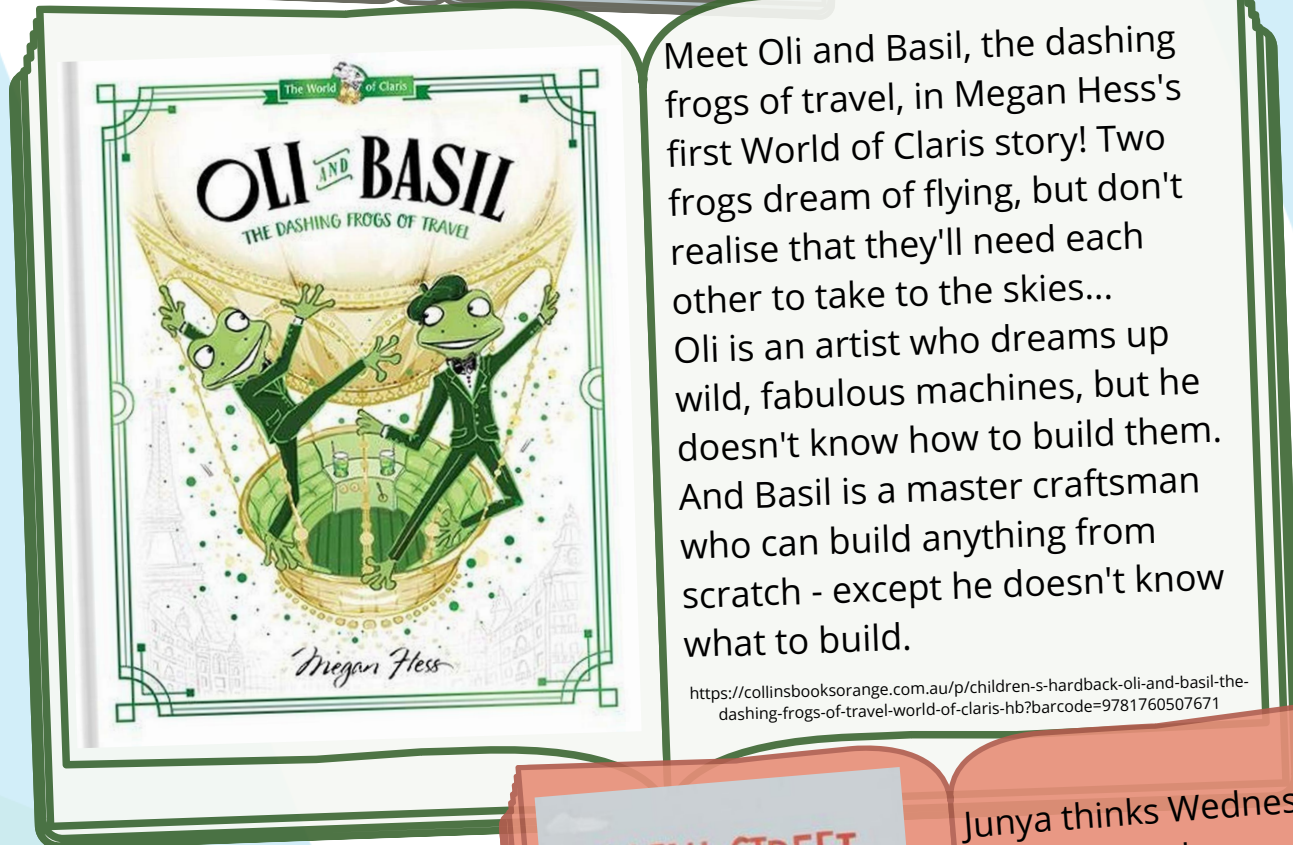 The World of Claris
OLI AND BASIL
THE DASHING FROGS OF TRAVEL
Megan Hess
Meet Oli and Basil, the dashing
frogs of travel, in Megan Hess's
first World of Claris story! Two
frogs dream of flying, but don't
realise that they'll need each
other to take to the skies...
Oli is an artist who dreams up
wild, fabulous machines, but he
doesn't know how to build them.
And Basil is a master craftsman
who can build anything from
scratch - except he doesn't know
what to build.
https://collinsbooksorange.com.au/p/children-s-hardback-oli-and-basil-the-
dashing-frogs-of-travel-world-of-claris-hb?barcode=9781760507671
STREET
Junya thinks Wednes